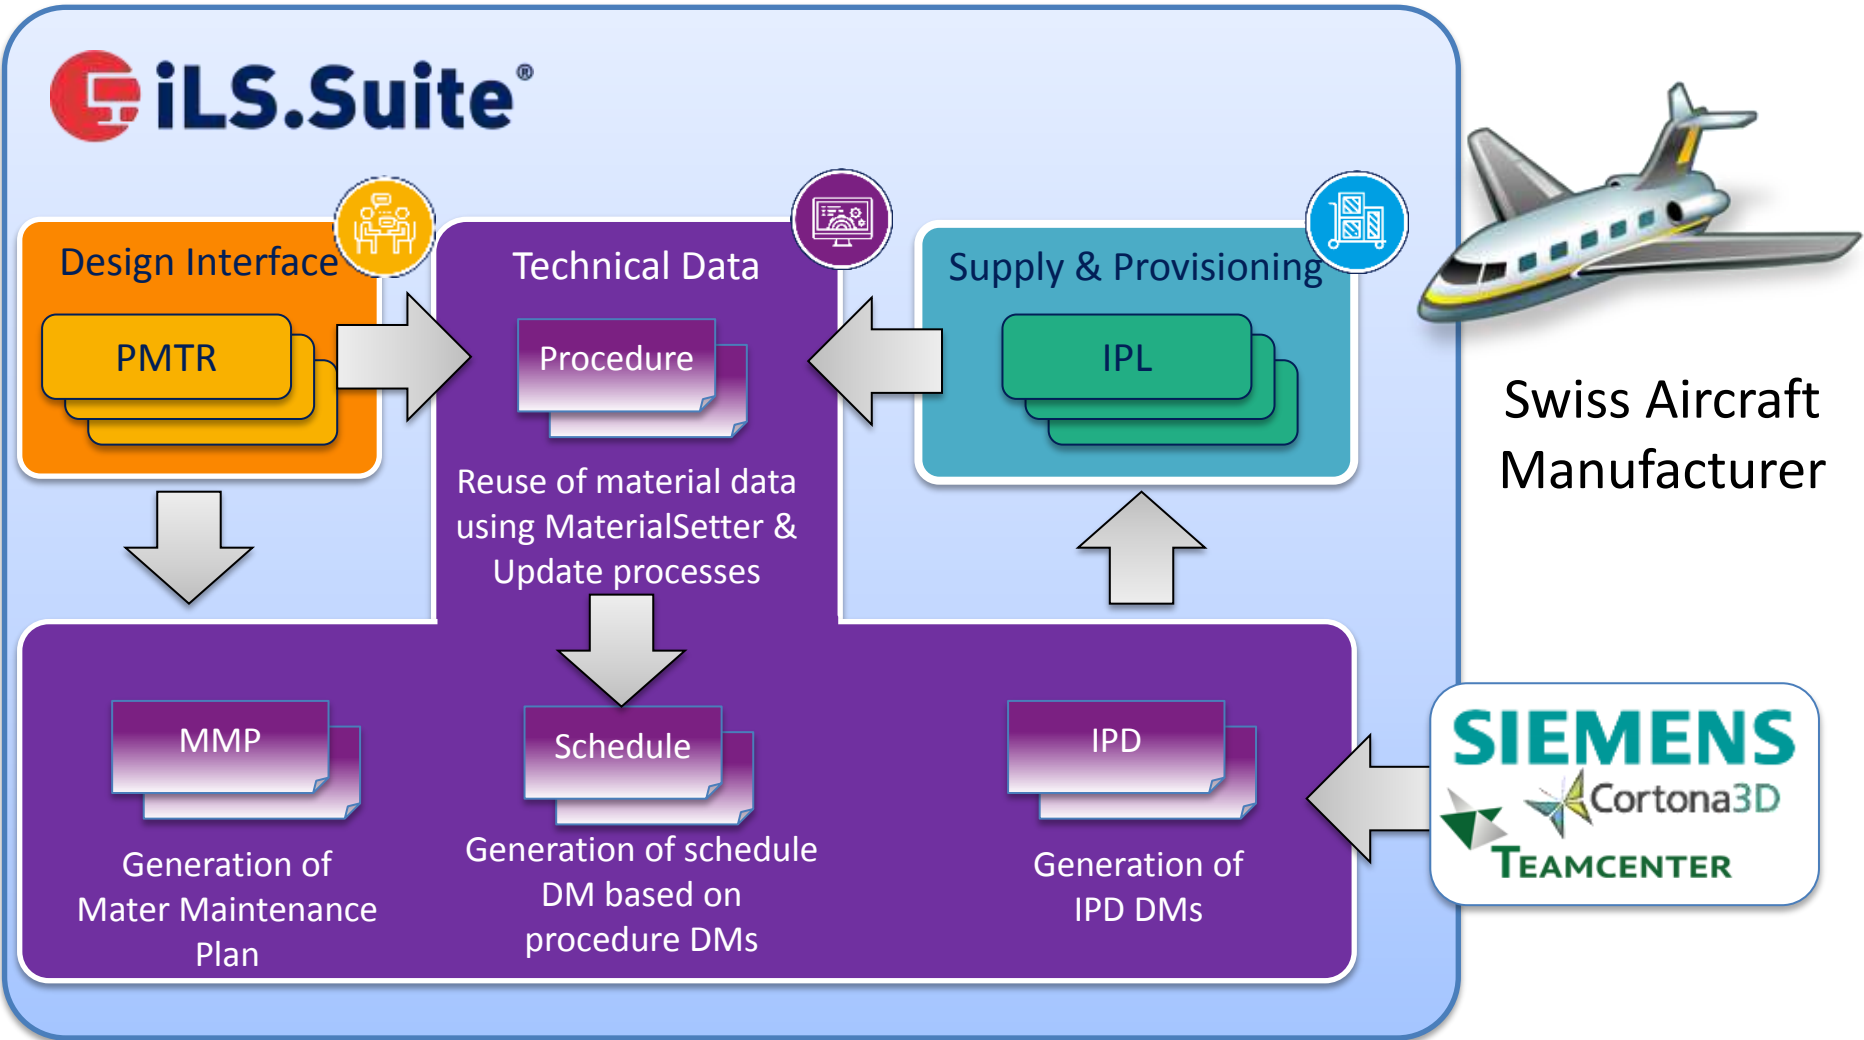 iLS.Suite®
Design Interface
PMTR
Technical Data
Procedure
Reuse of material data
using MaterialSetter &
Update processes
Supply & Provisioning
IPL
Swiss Aircraft
Manufacturer
MMP
Generation of
Mater Maintenance
Plan
Schedule
Generation of schedule
DM based on
procedure DMs
IPD
Generation of
IPD DMs
SIEMENS
Cortona3D
TEAMCENTER